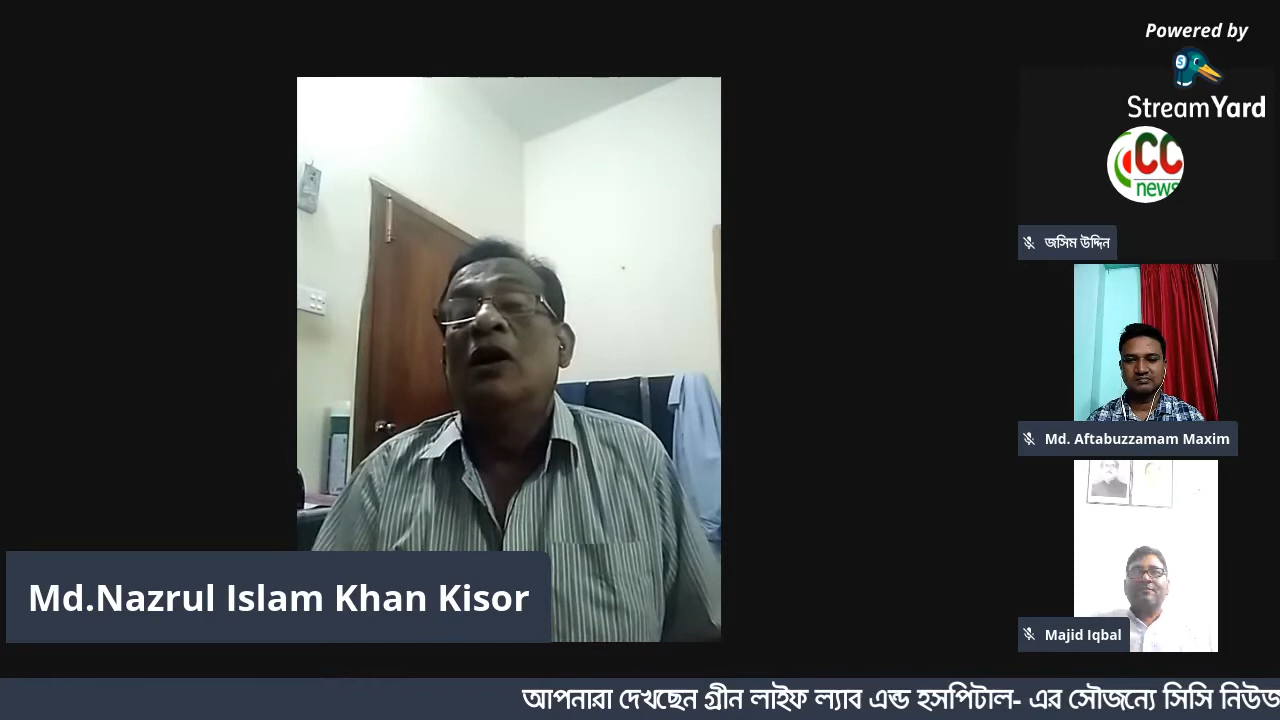 Powered by
StreamYard
CC
news
জসিম উদ্দিন
Md. Aftabuzzamam Maxim
Majid Iqbal
Md.Nazrul Islam Khan Kisor
আপনারা দেখছেন গ্রীন লাইফ ল্যাব এন্ড হসপিটাল- এর সৌজন্যে সিসি নিউজ